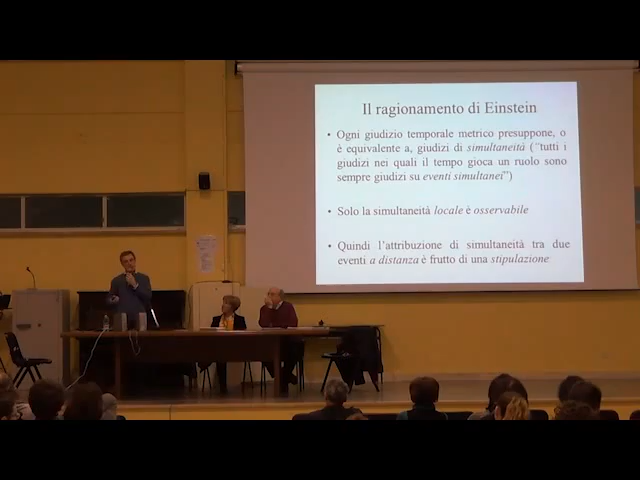 Il ragionamento di Einstein
• Ogni giudizio temporale metrico presuppone, o
è equivalente a, giudizi di simultaneità ("tutti i
giudizi nei quali il tempo gioca un ruolo sono
sempre giudizi su eventi simultanei")
• Solo la simultaneità locale è osservabile
• Quindi l'attribuzione di simultaneità tra due
eventi a distanza è frutto di una stipulazione